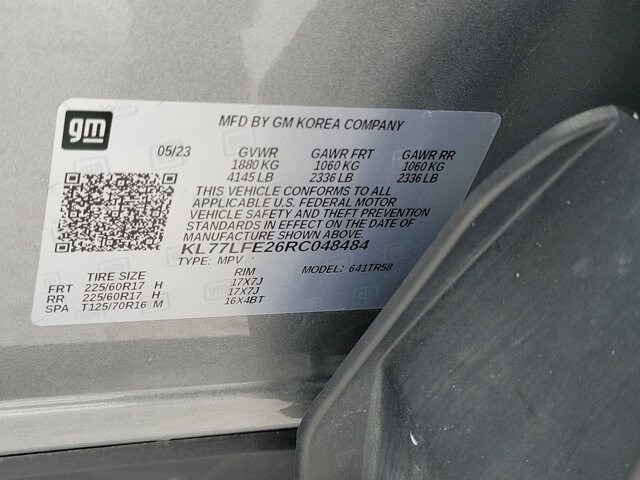 gm
MFD BY GM KOREA COMPANY
05/23 GVWR GAWR FRT GAWR RR
1880 KG 1060 KG 1060 KG
4145 LB 2336 LB 2336 LB
THIS VEHICLE CONFORMS TO ALL
APPLICABLE U.S. FEDERAL MOTOR
VEHICLE SAFETY AND THEFT PREVENTION
STANDARDS IN EFFECT ON THE DATE OF
MANUFACTURE SHOWN ABOVE.
KL77LFE26RC048484
TYPE: MPV MODEL: 641TR58
TIRE SIZE RIM
FRT 225/60R17 H 17X7J
RR 225/60R17 H 17X7J
SPA T125/70R16 M 16X4BT